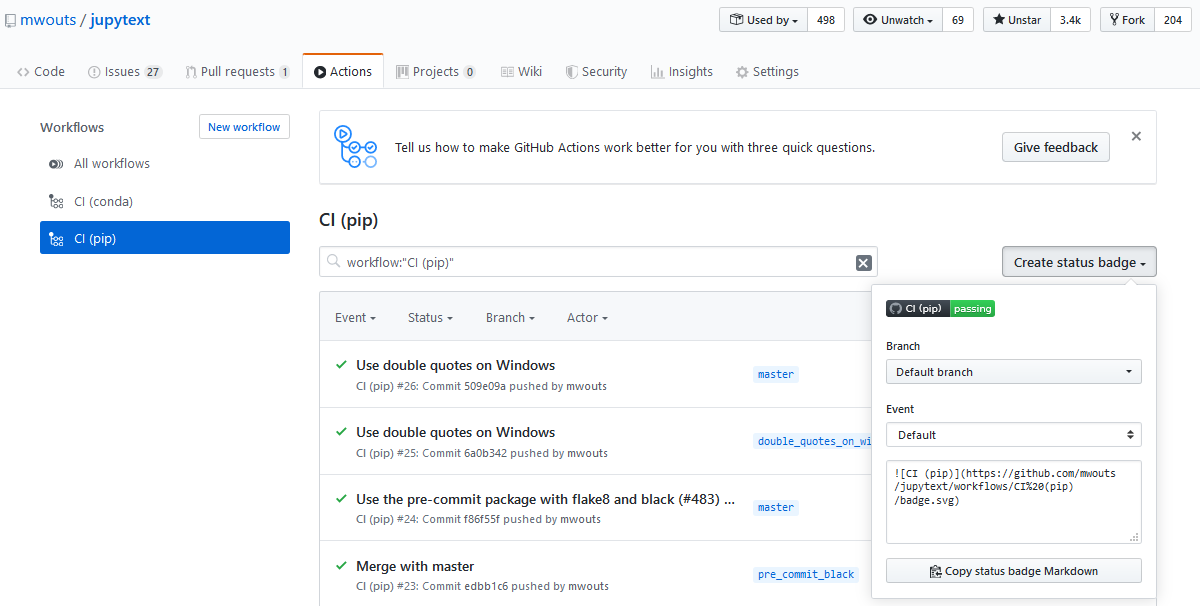 mwouts / jupytext
Used by 498 Unwatch 69 Unstar 3.4k Fork 204
Code Issues 27 Pull requests 1 Actions Projects 0 Wiki Security Insights Settings
Workflows New workflow
All workflows
CI (conda)
CI (pip)
Tell us how to make GitHub Actions work better for you with three quick questions. Give feedback
CI (pip)
workflow:"CI (pip)"
Create status badge
Event Status Branch Actor
Use double quotes on Windows
CI (pip) #26: Commit 509e09a pushed by mwouts
master
Use double quotes on Windows
CI (pip) #25: Commit 6a0b342 pushed by mwouts
double_quotes_on_wi
Use the pre-commit package with flake8 and black (#483) ...
CI (pip) #24: Commit f86f55f pushed by mwouts
master
Merge with master
CI (pip) #23: Commit edbb1c6 pushed by mwouts
pre_commit_black
CI (pip) passing
Branch
Default branch
Event
Default
![CI (pip)](https://github.com/mwouts
/jupytext/workflows/CI%20(pip)
/badge.svg)
Copy status badge Markdown